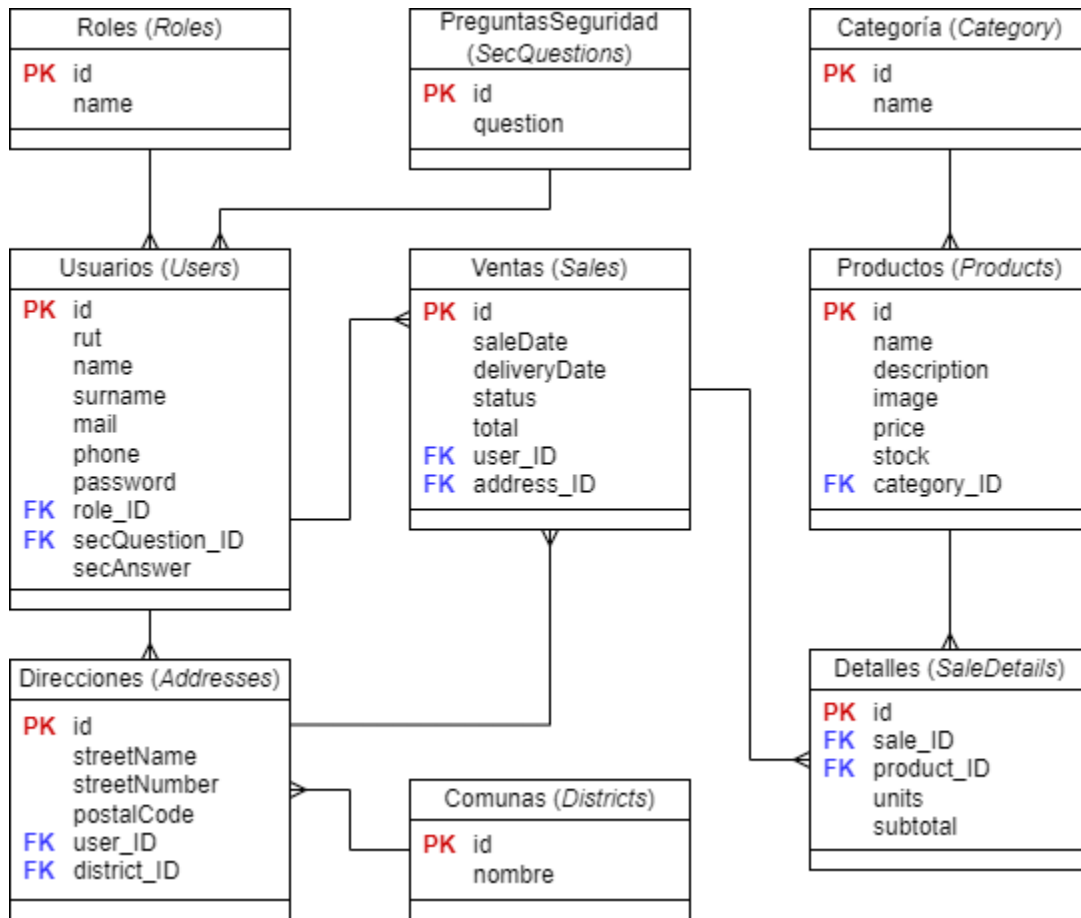 Roles (Roles)
PK id
name
PreguntasSeguridad
(SecQuestions)
PK id
question
Categoría (Category)
PK id
name
Usuarios (Users)
PK id
rut
name
surname
mail
phone
password
FK role_ID
FK secQuestion_ID
secAnswer
Ventas (Sales)
PK id
saleDate
deliveryDate
status
total
FK user_ID
FK address_ID
Productos (Products)
PK id
name
description
image
price
stock
FK category_ID
Direcciones (Addresses)
PK id
streetName
streetNumber
postalCode
FK user_ID
FK district_ID
Comunas (Districts)
PK id
nombre
Detalles (SaleDetails)
PK id
FK sale_ID
FK product_ID
units
subtotal